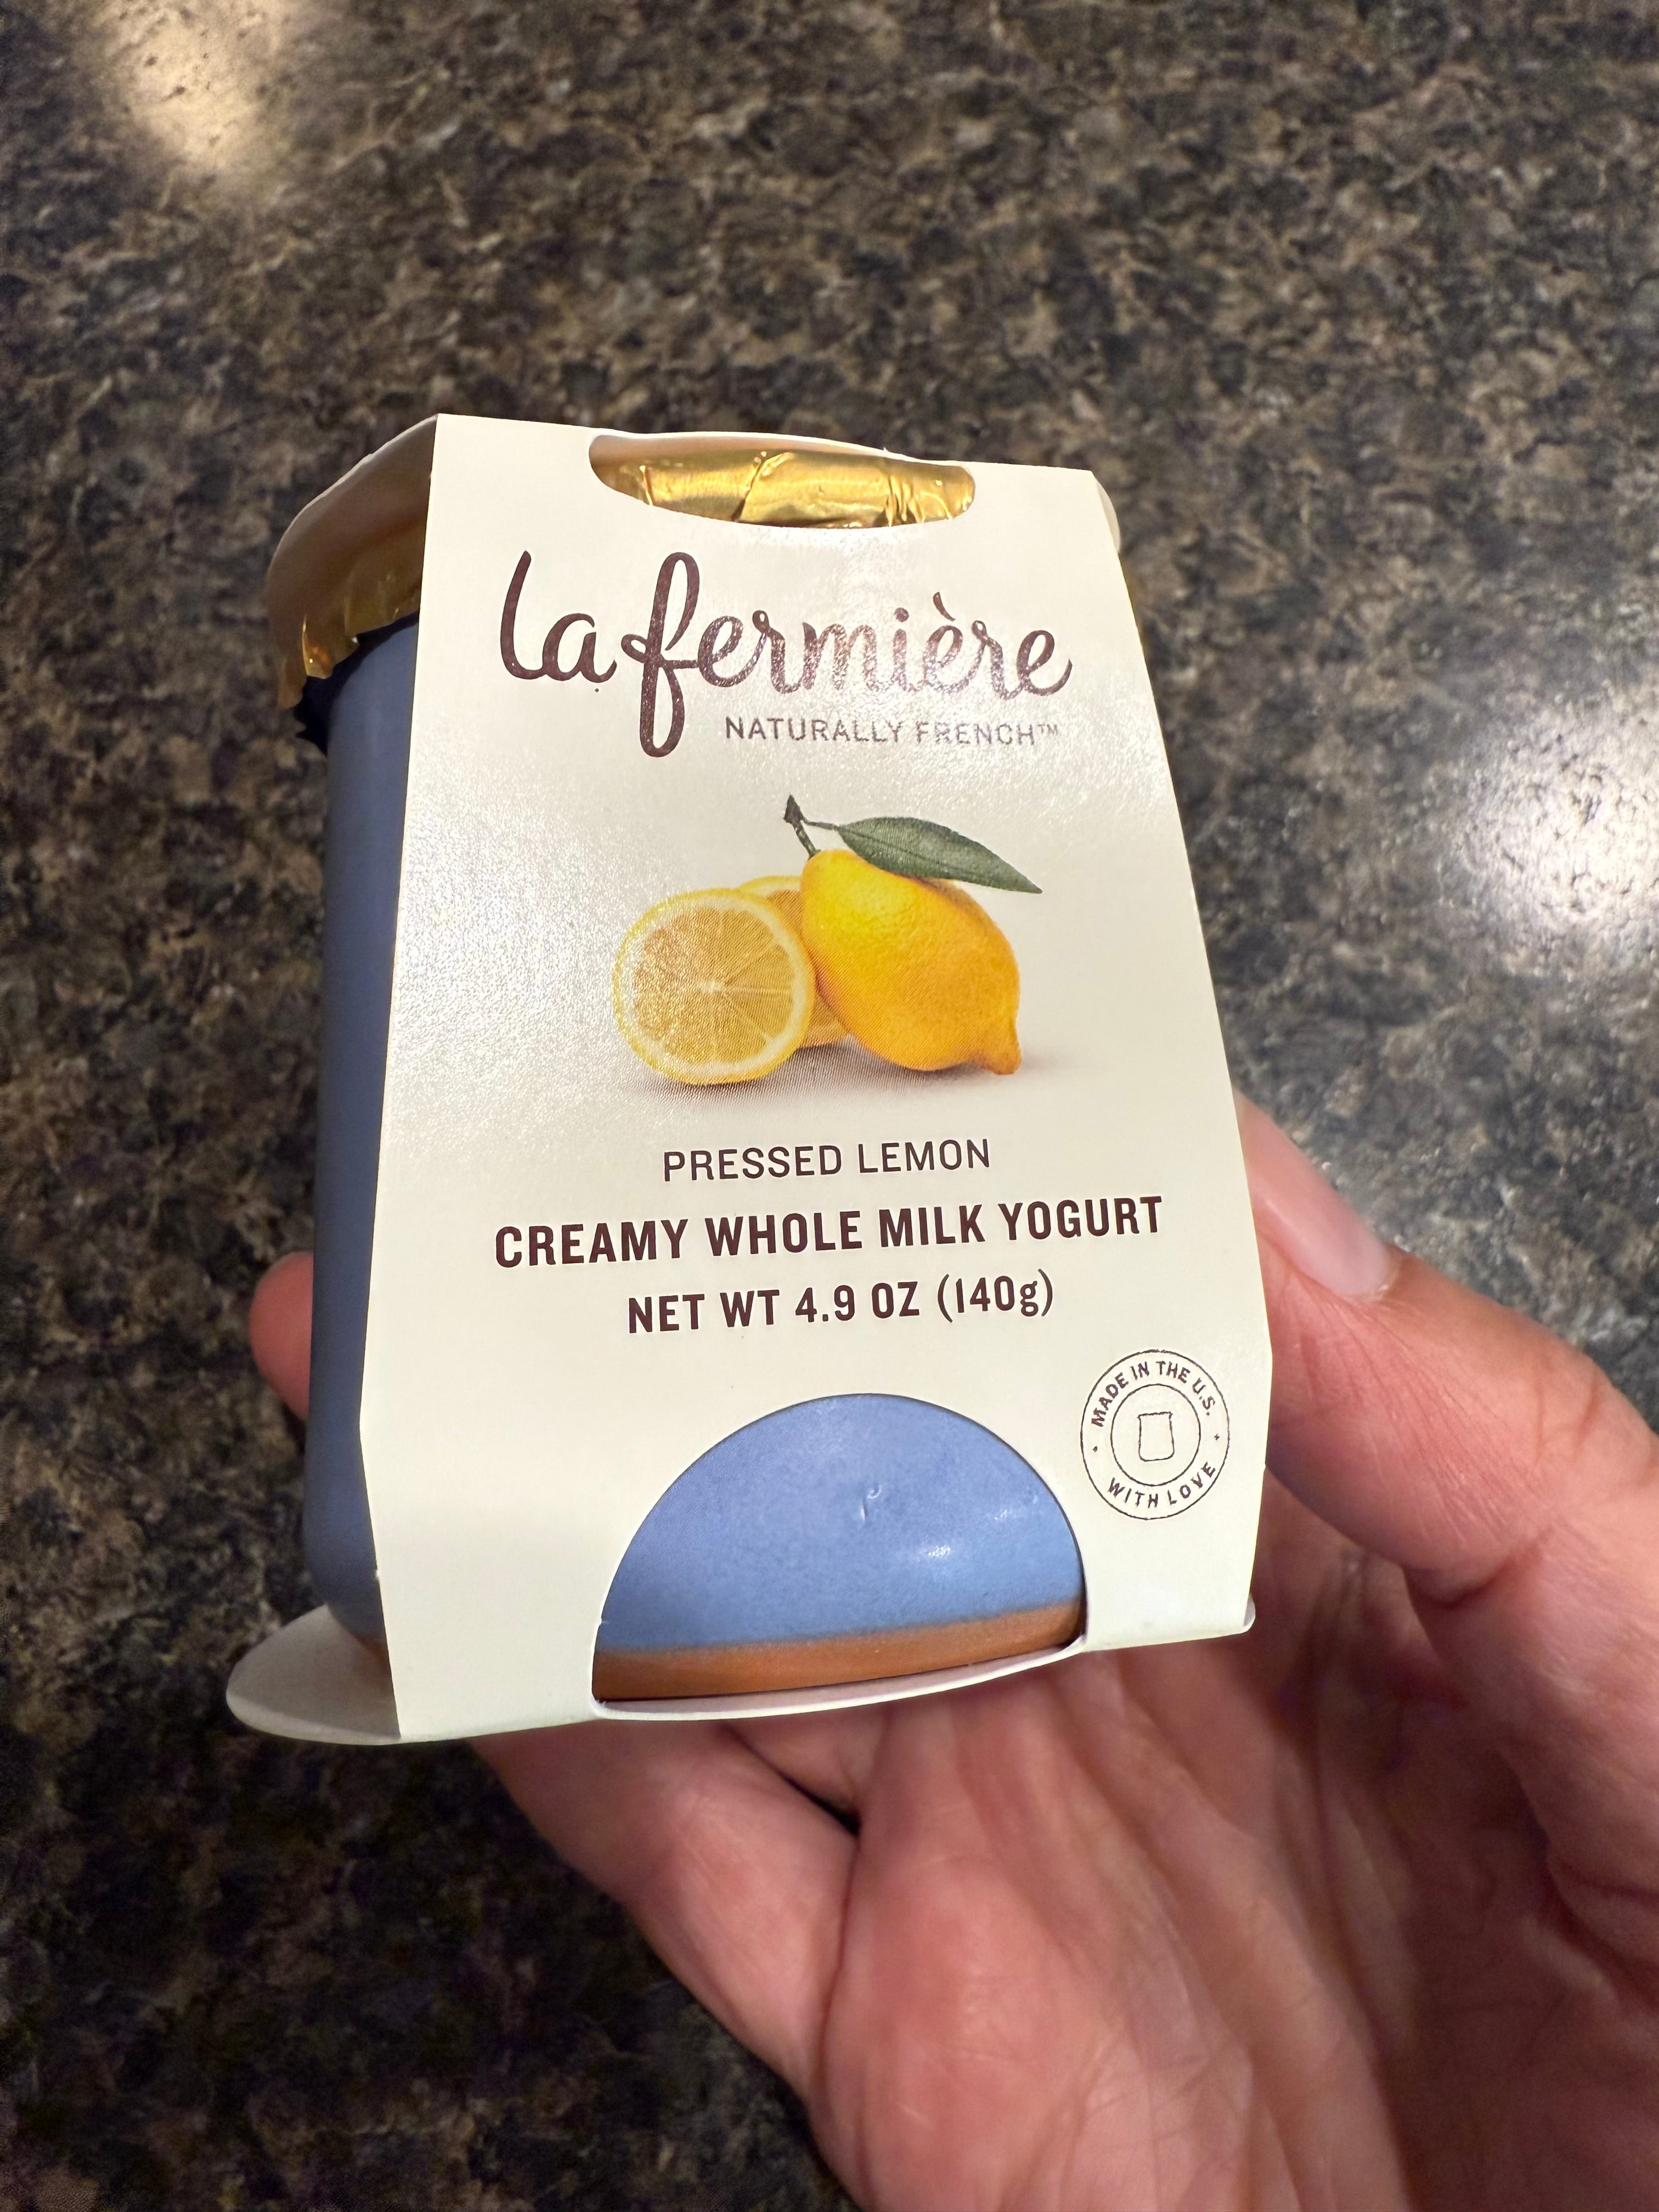 la fermière
NATURALLY FRENCH™
PRESSED LEMON
CREAMY WHOLE MILK YOGURT
NET WT 4.9 OZ (140g)
MADE IN THE U.S.
WITH LOVE